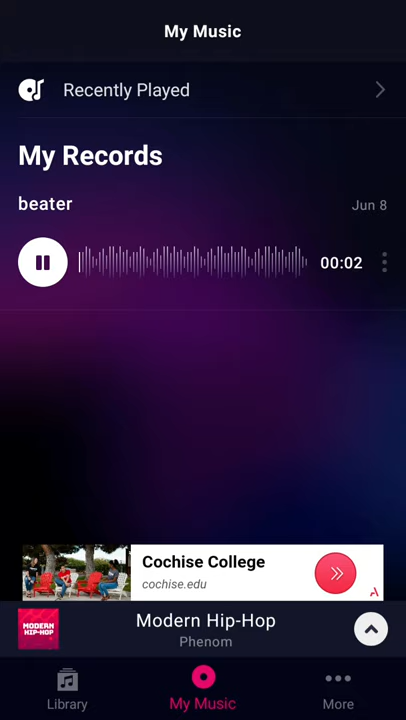 My Music
Recently Played
My Records
beater
Jun 8
00:02
Cochise College
cochise.edu
MODERN
HIP-HOP
Modern Hip-Hop
Phenom
Library
My Music
More